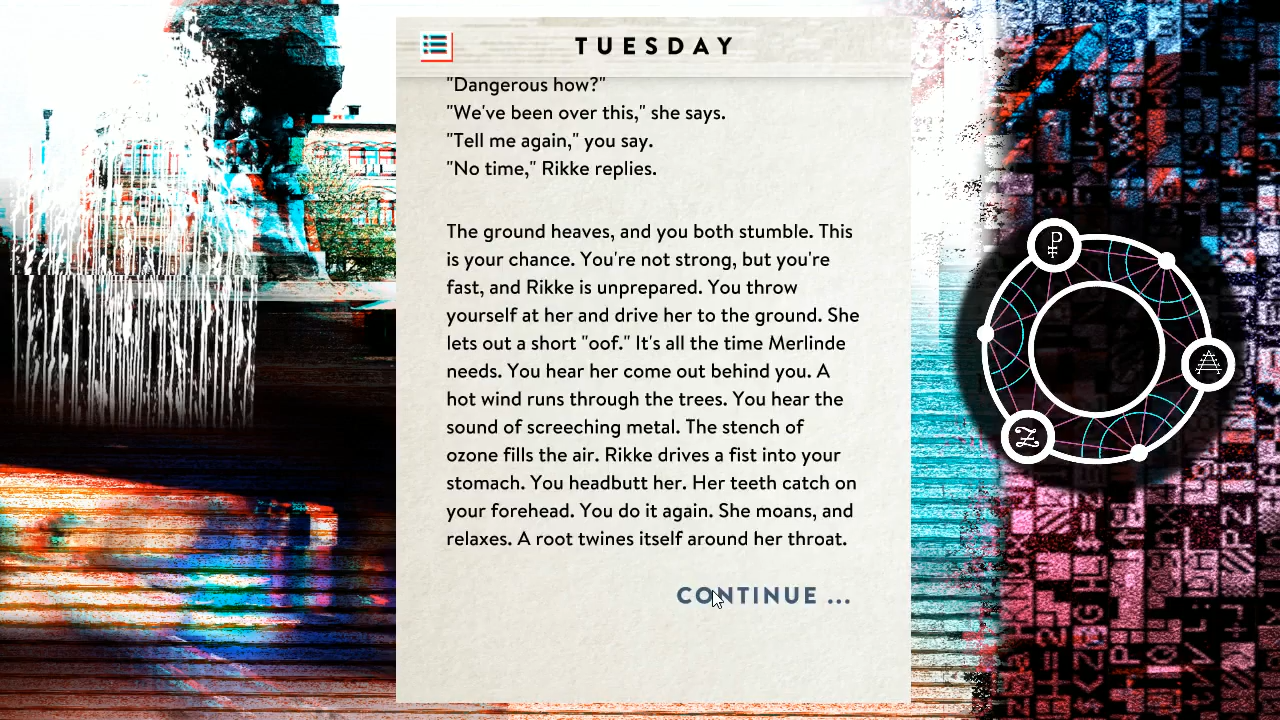 TUESDAY
"Dangerous how?"
"We've been over this," she says.
"Tell me again," you say.
"No time," Rikke replies.
The ground heaves, and you both stumble. This
is your chance. You're not strong, but you're
fast, and Rikke is unprepared. You throw
yourself at her and drive her to the ground. She
lets out a short "oof." It's all the time Merlinde
needs. You hear her come out behind you. A
hot wind runs through the trees. You hear the
sound of screeching metal. The stench of
ozone fills the air. Rikke drives a fist into your
stomach. You headbutt her. Her teeth catch on
your forehead. You do it again. She moans, and
relaxes. A root twines itself around her throat.
CONTINUE ...